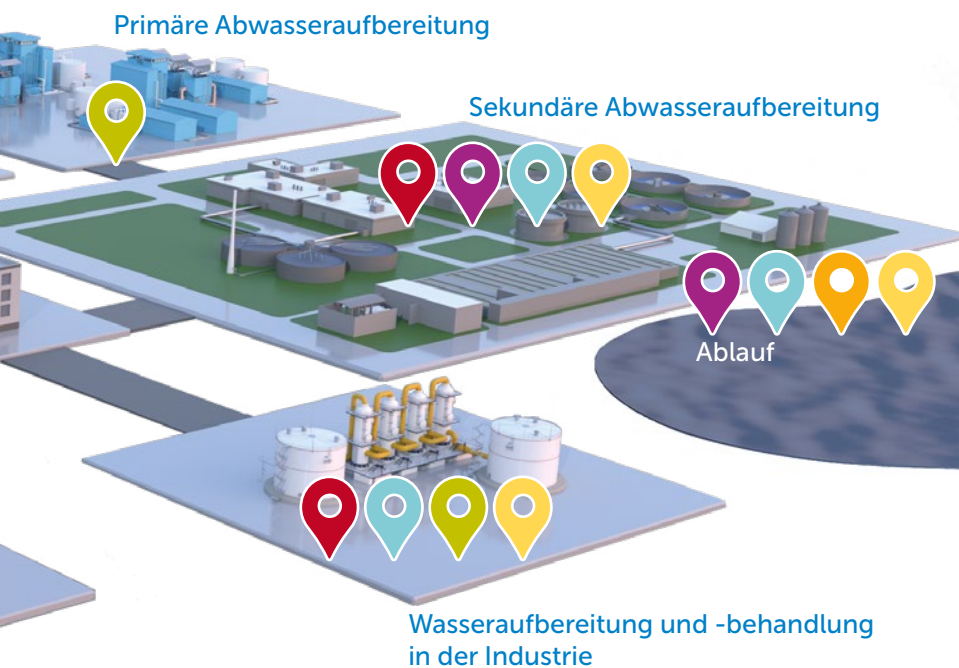 Primäre Abwasseraufbereitung
Sekundäre Abwasseraufbereitung
Ablauf
Wasseraufbereitung und -behandlung
in der Industrie